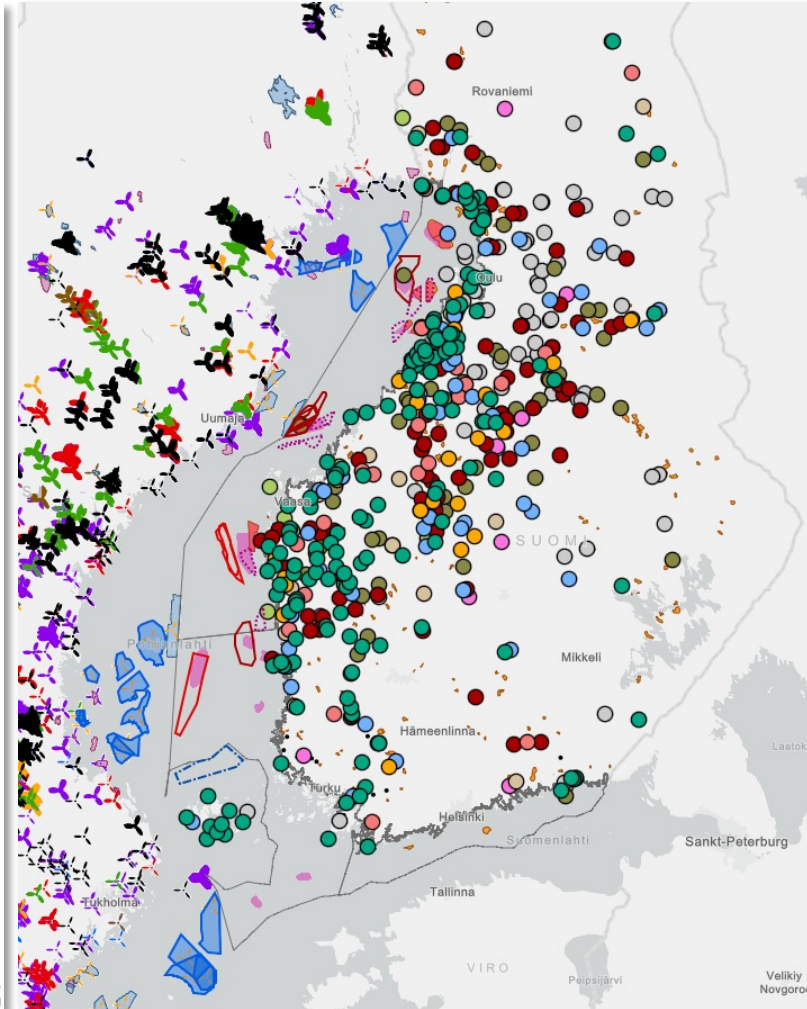 Rovaniemi
Oulu
Uumaja
Vaasa
SUOMI
Pohjanlahti
Mikkeli
Hämeenlinna
Turku
Helsinki
Suomenlahti
Sankt-Peterburg
Tallinna
Tukholma
VIRO
Peipsijärvi
Velikiy
Novgorod